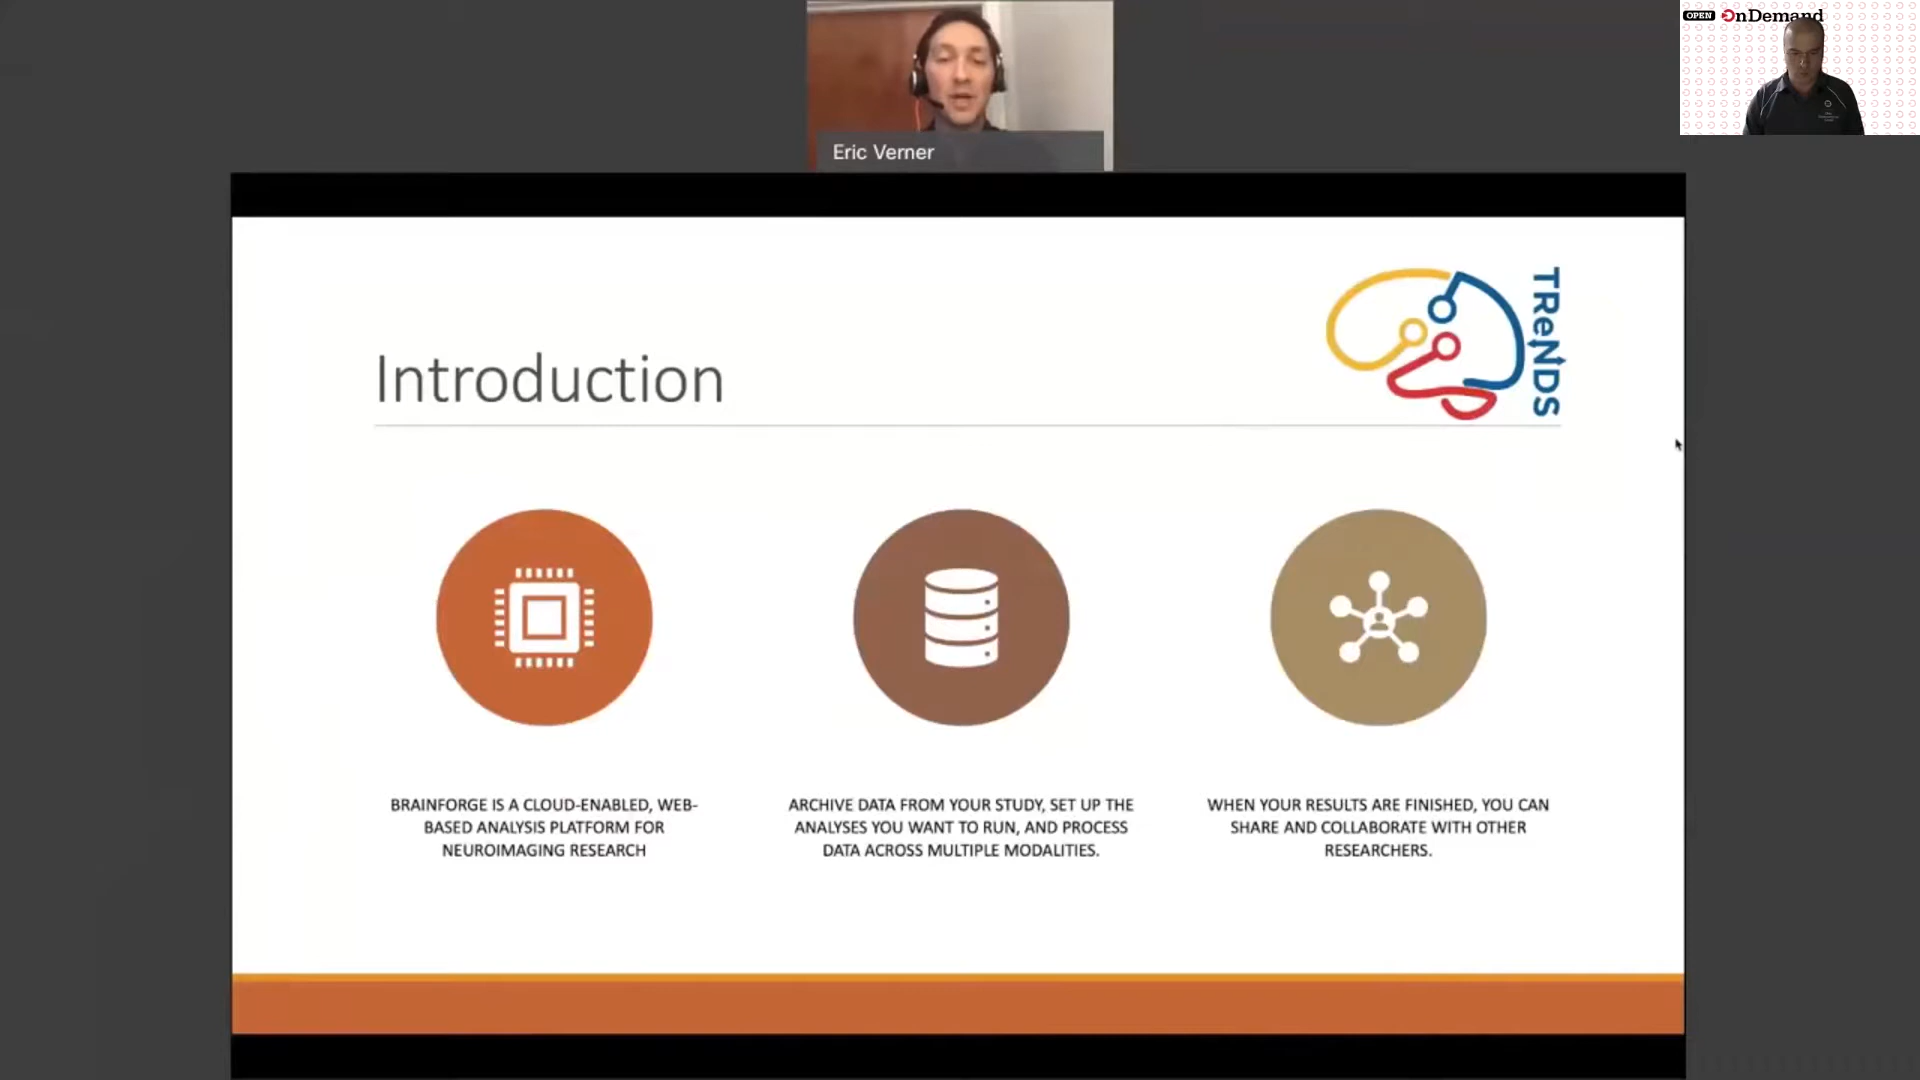 OPEN OnDemand
Eric Verner
TReNDS
Introduction
BRAINFORGE IS A CLOUD-ENABLED, WEB-
BASED ANALYSIS PLATFORM FOR
NEUROIMAGING RESEARCH
ARCHIVE DATA FROM YOUR STUDY, SET UP THE
ANALYSES YOU WANT TO RUN, AND PROCESS
DATA ACROSS MULTIPLE MODALITIES.
WHEN YOUR RESULTS ARE FINISHED, YOU CAN
SHARE AND COLLABORATE WITH OTHER
RESEARCHERS.